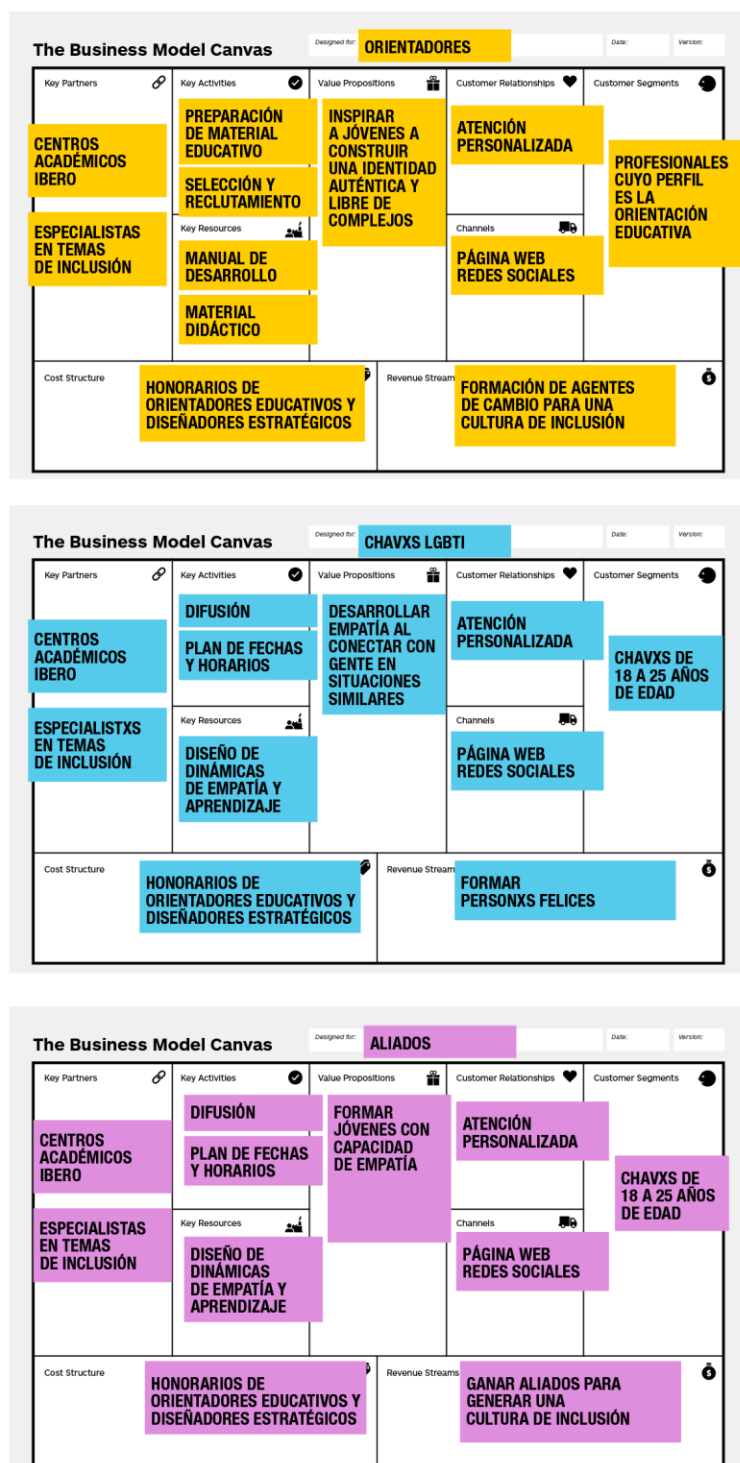 The Business Model Canvas
Designed for:
ORIENTADORES
Date:
Version:
Key Partners
CENTROS
ACADÉMICOS
IBERO
ESPECIALISTAS
EN TEMAS
DE INCLUSIÓN
Key Activities
PREPARACIÓN
DE MATERIAL
EDUCATIVO
SELECCIÓN Y
RECLUTAMIENTO
Key Resources
MANUAL DE
DESARROLLO
MATERIAL
DIDÁCTICO
Value Propositions
INSPIRAR
A JÓVENES A
CONSTRUIR
UNA IDENTIDAD
AUTÉNTICA Y
LIBRE DE
COMPLEJOS
Customer Relationships
ATENCIÓN
PERSONALIZADA
Channels
PÁGINA WEB
REDES SOCIALES
Customer Segments
PROFESIONALES
CUYO PERFIL
ES LA
ORIENTACIÓN
EDUCATIVA
Cost Structure
HONORARIOS DE
ORIENTADORES EDUCATIVOS Y
DISEÑADORES ESTRATÉGICOS
Revenue Stream
FORMACIÓN DE AGENTES
DE CAMBIO PARA UNA
CULTURA DE INCLUSIÓN
The Business Model Canvas
Designed for:
CHAVXS LGBTI
Date:
Version:
Key Partners
CENTROS
ACADÉMICOS
IBERO
ESPECIALISTXS
EN TEMAS
DE INCLUSIÓN
Key Activities
DIFUSIÓN
PLAN DE FECHAS
Y HORARIOS
Key Resources
DISEÑO DE
DINÁMICAS
DE EMPATÍA Y
APRENDIZAJE
Value Propositions
DESARROLLAR
EMPATÍA AL
CONECTAR CON
GENTE EN
SITUACIONES
SIMILARES
Customer Relationships
ATENCIÓN
PERSONALIZADA
Channels
PÁGINA WEB
REDES SOCIALES
Customer Segments
CHAVXS DE
18 A 25 AÑOS
DE EDAD
Cost Structure
HONORARIOS DE
ORIENTADORES EDUCATIVOS Y
DISEÑADORES ESTRATÉGICOS
Revenue Stream
FORMAR
PERSONXS FELICES
The Business Model Canvas
Designed for:
ALIADOS
Date:
Version:
Key Partners
CENTROS
ACADÉMICOS
IBERO
ESPECIALISTAS
EN TEMAS
DE INCLUSIÓN
Key Activities
DIFUSIÓN
PLAN DE FECHAS
Y HORARIOS
Key Resources
DISEÑO DE
DINÁMICAS
DE EMPATÍA Y
APRENDIZAJE
Value Propositions
FORMAR
JÓVENES CON
CAPACIDAD
DE EMPATÍA
Customer Relationships
ATENCIÓN
PERSONALIZADA
Channels
PÁGINA WEB
REDES SOCIALES
Customer Segments
CHAVXS DE
18 A 25 AÑOS
DE EDAD
Cost Structure
HONORARIOS DE
ORIENTADORES EDUCATIVOS Y
DISEÑADORES ESTRATÉGICOS
Revenue Streams
GANAR ALIADOS PARA
GENERAR UNA
CULTURA DE INCLUSIÓN